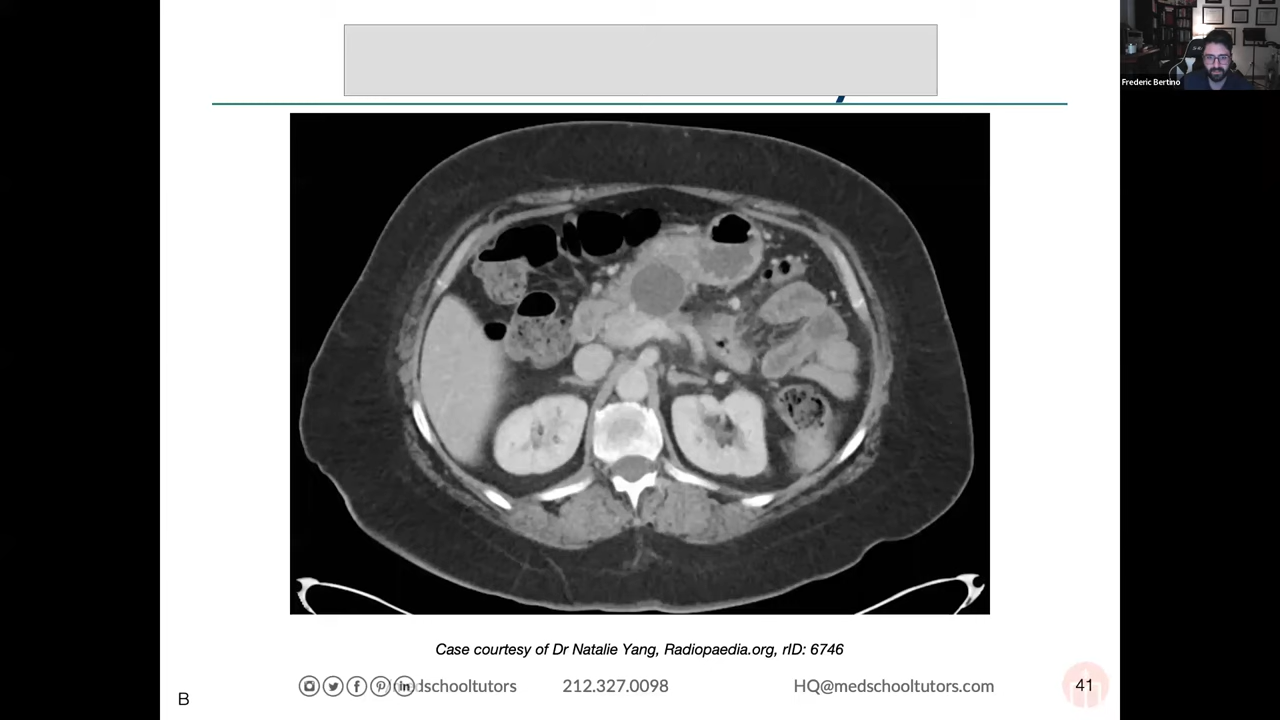 Frederic Bertino
Case courtesy of Dr Natalie Yang, Radiopaedia.org, rID: 6746
B
dschooltutors
212.327.0098
HQ@medschooltutors.com
41